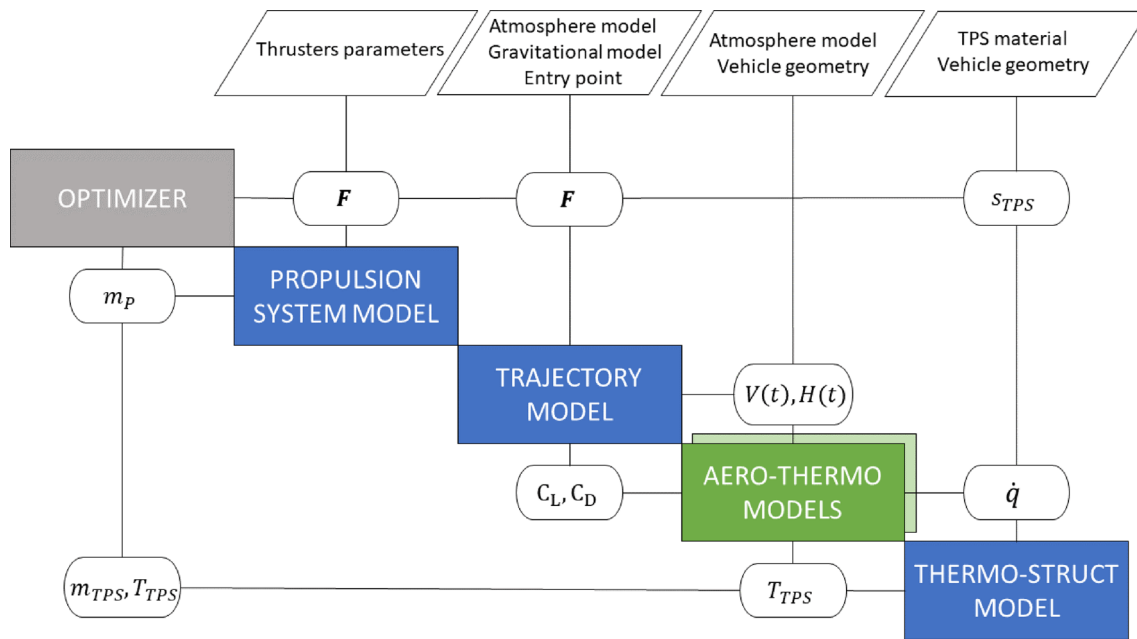 Thrusters parameters
Atmosphere model
Gravitational model
Entry point
Atmosphere model
Vehicle geometry
TPS material
Vehicle geometry
OPTIMIZER
F
F
s_TPS
m_P
PROPULSION
SYSTEM MODEL
TRAJECTORY
MODEL
V(t), H(t)
C_L, C_D
AERO-THERMO
MODELS
q̇
m_TPS, T_TPS
T_TPS
THERMO-STRUCT
MODEL